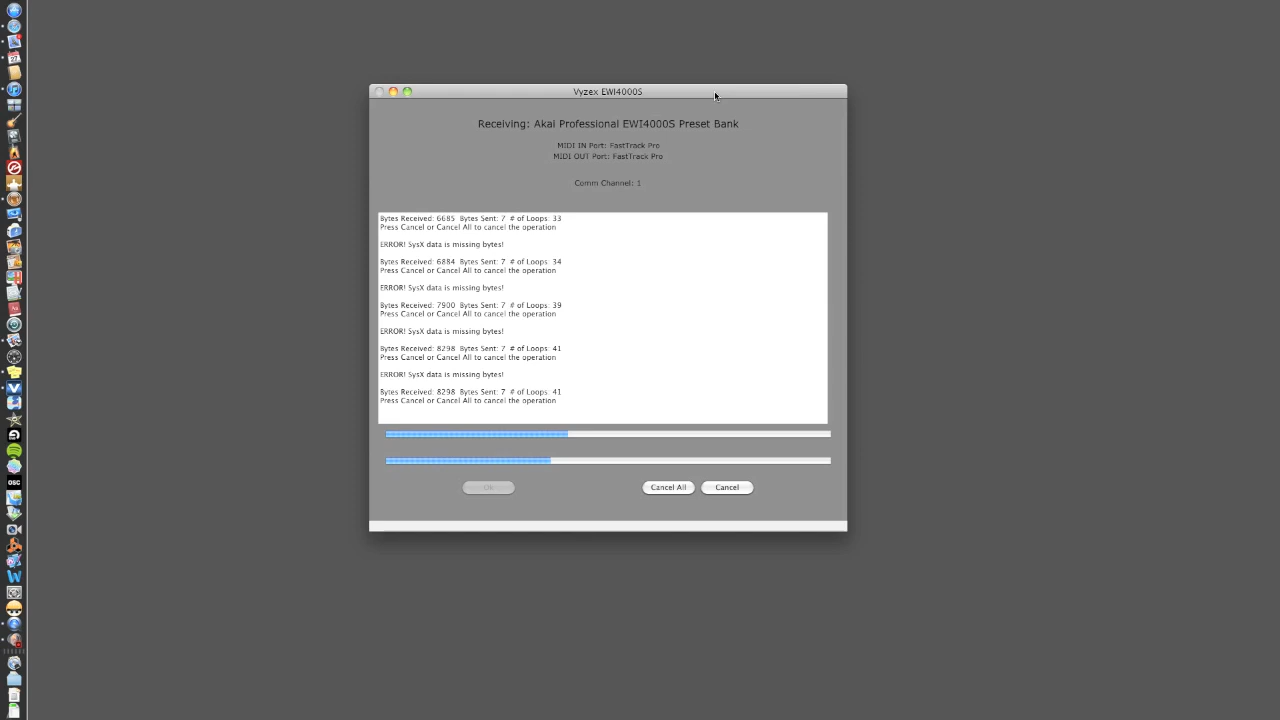 Vyzex EWI4000S
Receiving: Akai Professional EWI4000S Preset Bank
MIDI IN Port: FastTrack Pro
MIDI OUT Port: FastTrack Pro
Comm Channel: 1
Bytes Received: 6685 Bytes Sent: 7 # of Loops: 33
Press Cancel or Cancel All to cancel the operation
ERROR! SysX data is missing bytes!
Bytes Received: 6884 Bytes Sent: 7 # of Loops: 34
Press Cancel or Cancel All to cancel the operation
ERROR! SysX data is missing bytes!
Bytes Received: 7900 Bytes Sent: 7 # of Loops: 39
Press Cancel or Cancel All to cancel the operation
ERROR! SysX data is missing bytes!
Bytes Received: 8298 Bytes Sent: 7 # of Loops: 41
Press Cancel or Cancel All to cancel the operation
ERROR! SysX data is missing bytes!
Bytes Received: 8298 Bytes Sent: 7 # of Loops: 41
Press Cancel or Cancel All to cancel the operation
Ok
Cancel All
Cancel
OSC